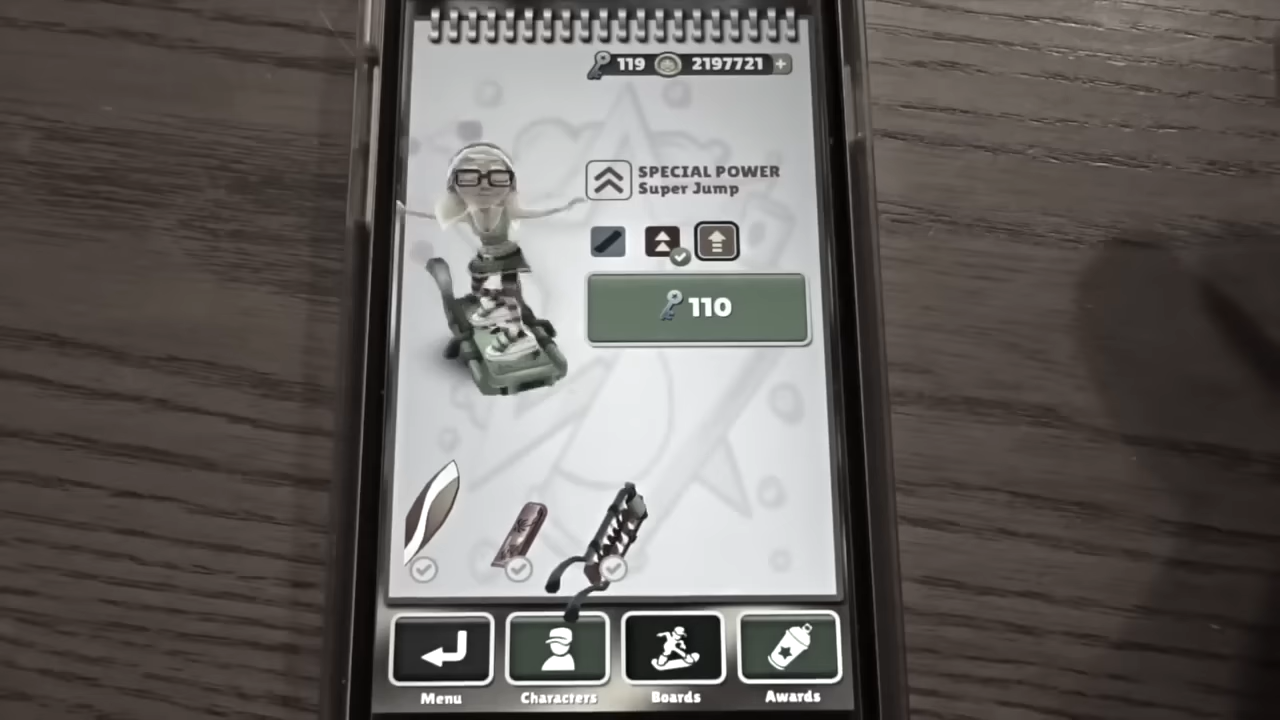 119 2197721 +
SPECIAL POWER
Super Jump
110
Menu Characters Boards Awards